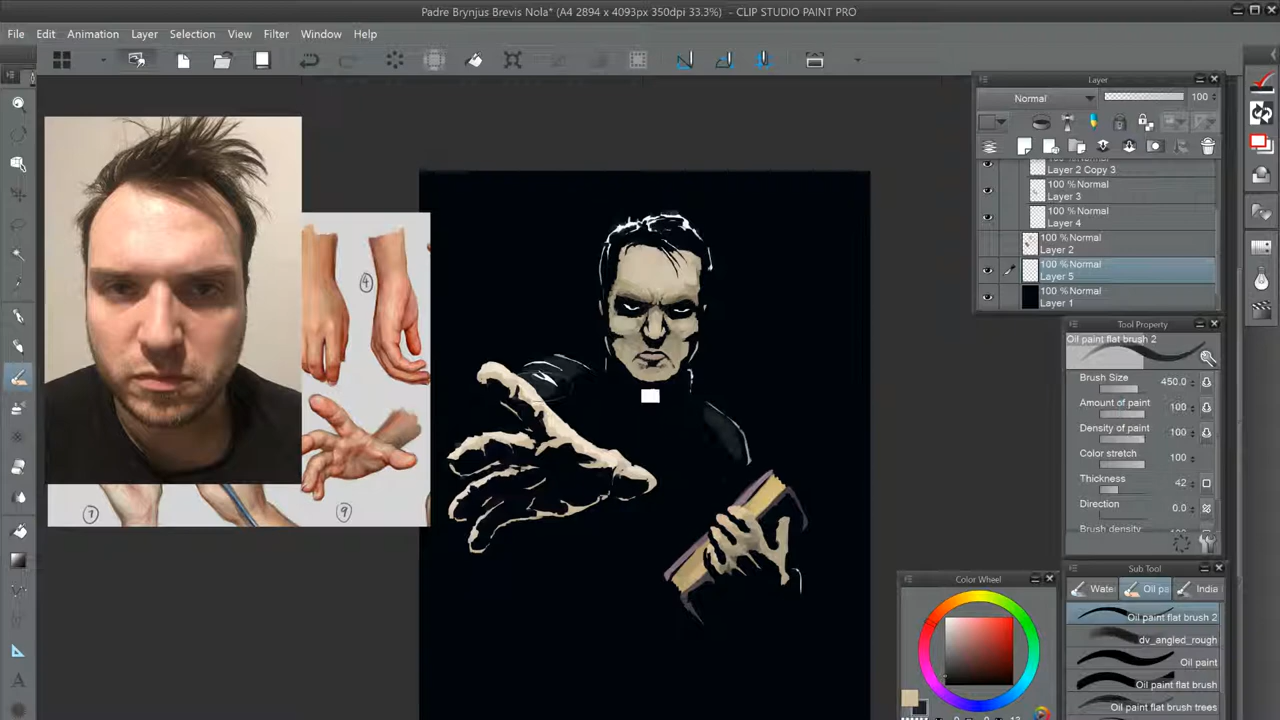 Padre Brynjus Brevis Nola* (A4 2894 x 4093px 350dpi 33.3%) - CLIP STUDIO PAINT PRO
File Edit Animation Layer Selection View Filter Window Help
Layer
Normal 100
Layer 2 Copy 3
100 %Normal
Layer 3
100 %Normal
Layer 4
100 %Normal
Layer 2
100 %Normal
Layer 5
100 %Normal
Layer 1
Tool Property
Oil paint flat brush 2
Brush Size 450.0
Amount of paint 100
Density of paint 100
Color stretch 100
Thickness 42
Direction 0.0
Brush density
Sub Tool
Wate Oil pa India
Oil paint flat brush 2
dv_angled_rough
Oil paint
Oil paint flat brush
Oil paint flat brush trees
Color Wheel
4
7
9
A